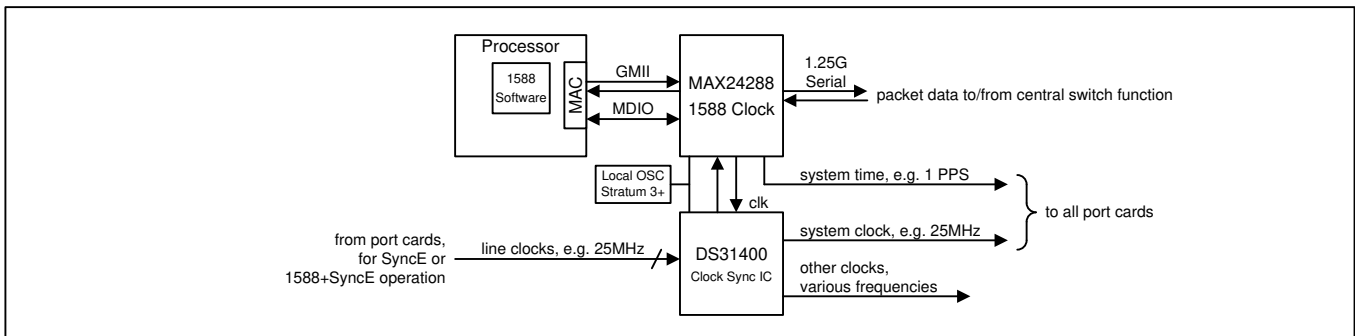 Processor
1588
Software
MAC
GMII
MDIO
MAX24288
1588 Clock
1.25G
Serial
packet data to/from central switch function
Local OSC
Stratum 3+
clk
system time, e.g. 1 PPS
to all port cards
system clock, e.g. 25MHz
from port cards,
for SyncE or
1588+SyncE operation
line clocks, e.g. 25MHz
DS31400
Clock Sync IC
other clocks,
various frequencies